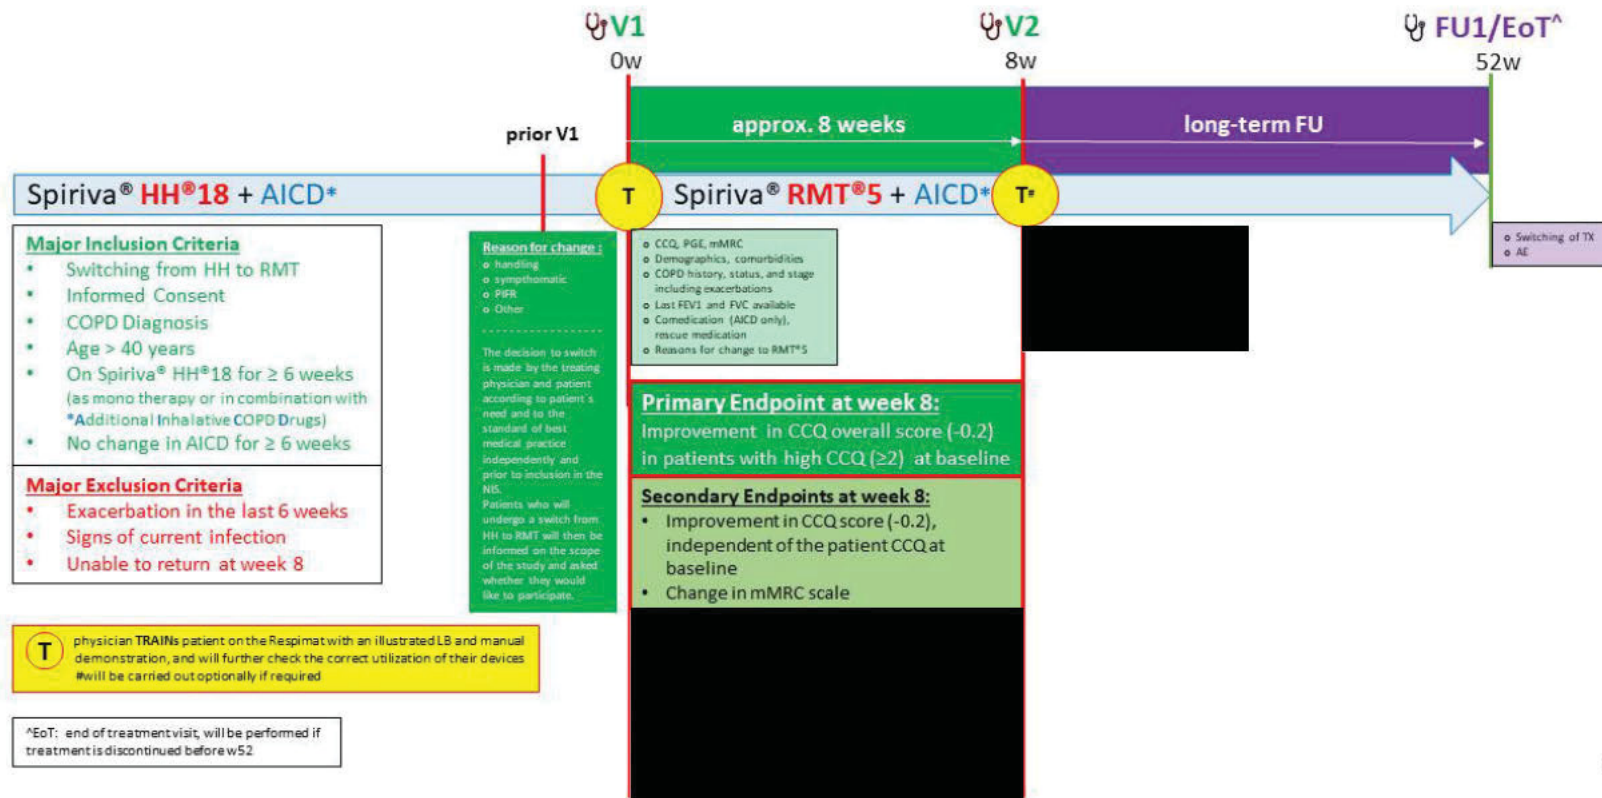 V1
V2
FU1/EoT^
0w
8w
52w
prior V1
approx. 8 weeks
long-term FU
Spiriva® HH®18 + AICD*
T
Spiriva® RMT®5 + AICD*
T#
Major Inclusion Criteria
• Switching from HH to RMT
• Informed Consent
• COPD Diagnosis
• Age > 40 years
• On Spiriva® HH®18 for ≥ 6 weeks
(as mono therapy or in combination with
*Additional Inhalative COPD Drugs)
• No change in AICD for ≥ 6 weeks
Major Exclusion Criteria
• Exacerbation in the last 6 weeks
• Signs of current infection
• Unable to return at week 8
Reason for change :
o handling
o sympthomatic
o PIFR
o Other
The decision to switch
is made by the treating
physician and patient
according to patient´s
need and to the
standard of best
medical practice
independently and
prior to inclusion in the
NIS.
Patients who will
undergo a switch from
HH to RMT will then be
informed on the scope
of the study and asked
whether they would
like to participate.
o CCQ, PGE, mMRC
o Demographics, comorbidities
o COPD history, status, and stage
including exacerbations
o Last FEV1 and FVC available
o Comedication (AICD only),
rescue medication
o Reasons for change to RMT®5
o Switching of TX
o AE
Primary Endpoint at week 8:
Improvement in CCQ overall score (-0.2)
in patients with high CCQ (≥2) at baseline
Secondary Endpoints at week 8:
• Improvement in CCQ score (-0.2),
independent of the patient CCQ at
baseline
• Change in mMRC scale
T
physician TRAINs patient on the Respimat with an illustrated LB and manual
demonstration, and will further check the correct utilization of their devices
#will be carried out optionally if required
^EoT: end of treatment visit, will be performed if
treatment is discontinued before w52